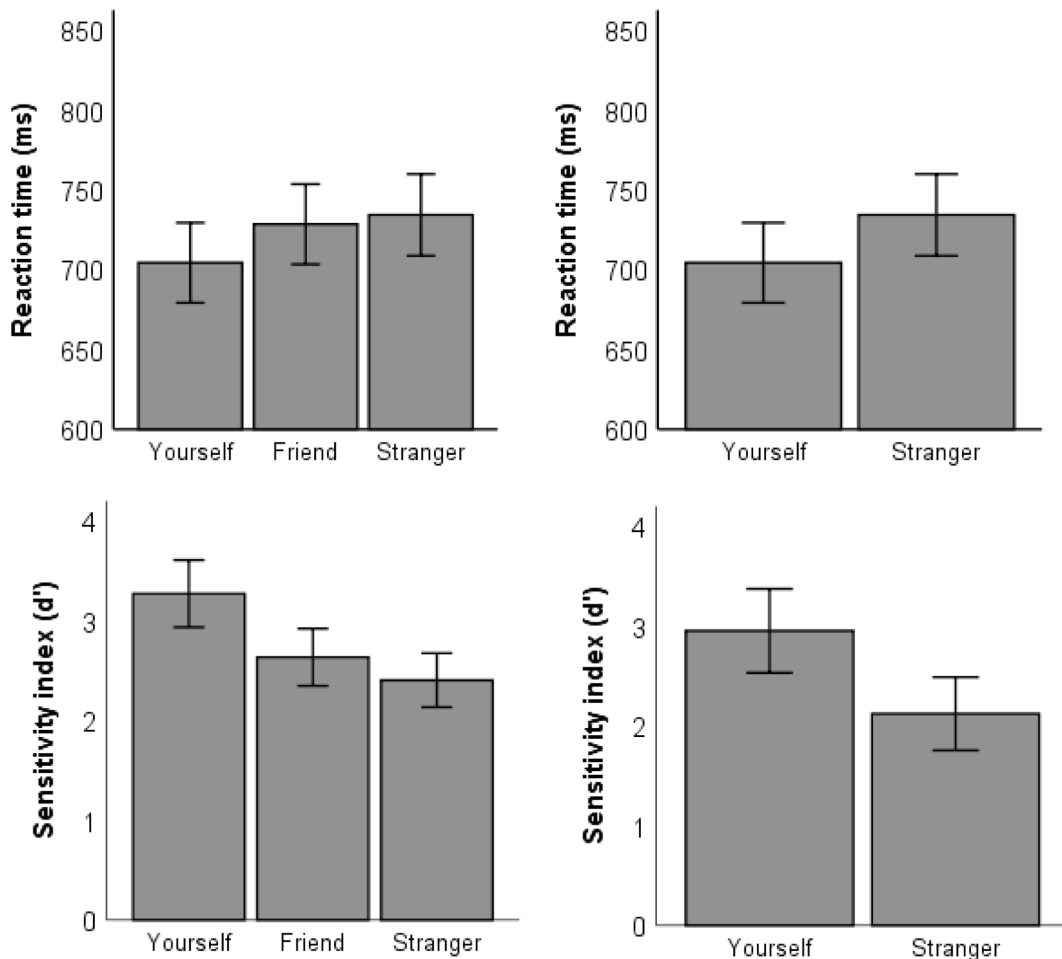 Reaction time (ms)
850
800
750
700
650
600
Yourself Friend Stranger
Reaction time (ms)
850
800
750
700
650
600
Yourself Stranger
Sensitivity index (d')
4
3
2
1
0
Yourself Friend Stranger
Sensitivity index (d')
4
3
2
1
0
Yourself Stranger